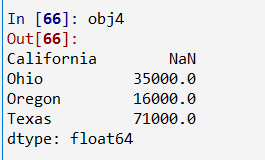 In [66]: obj4
Out[66]:
California NaN
Ohio 35000.0
Oregon 16000.0
Texas 71000.0
dtype: float64